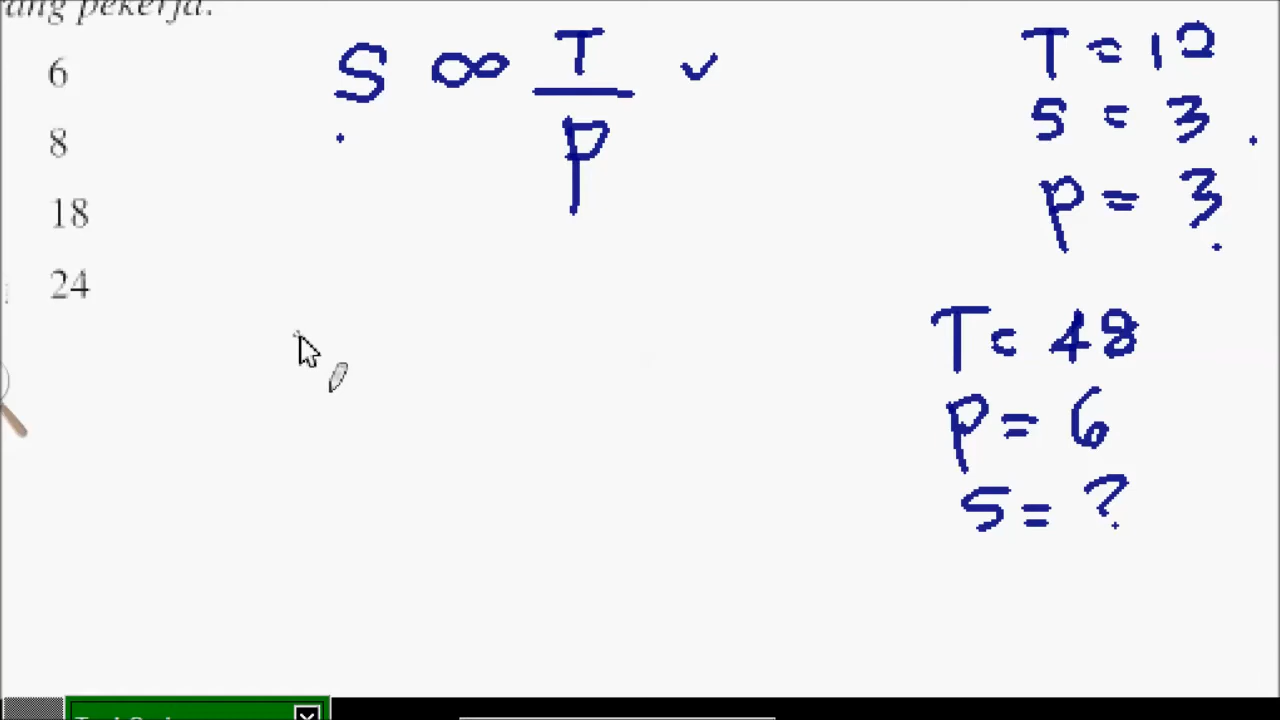 ang pekerja.
6
8
18
24
S ∞ T/P ✓
T = 12
S = 3
P = 3
T = 48
P = 6
S = ?